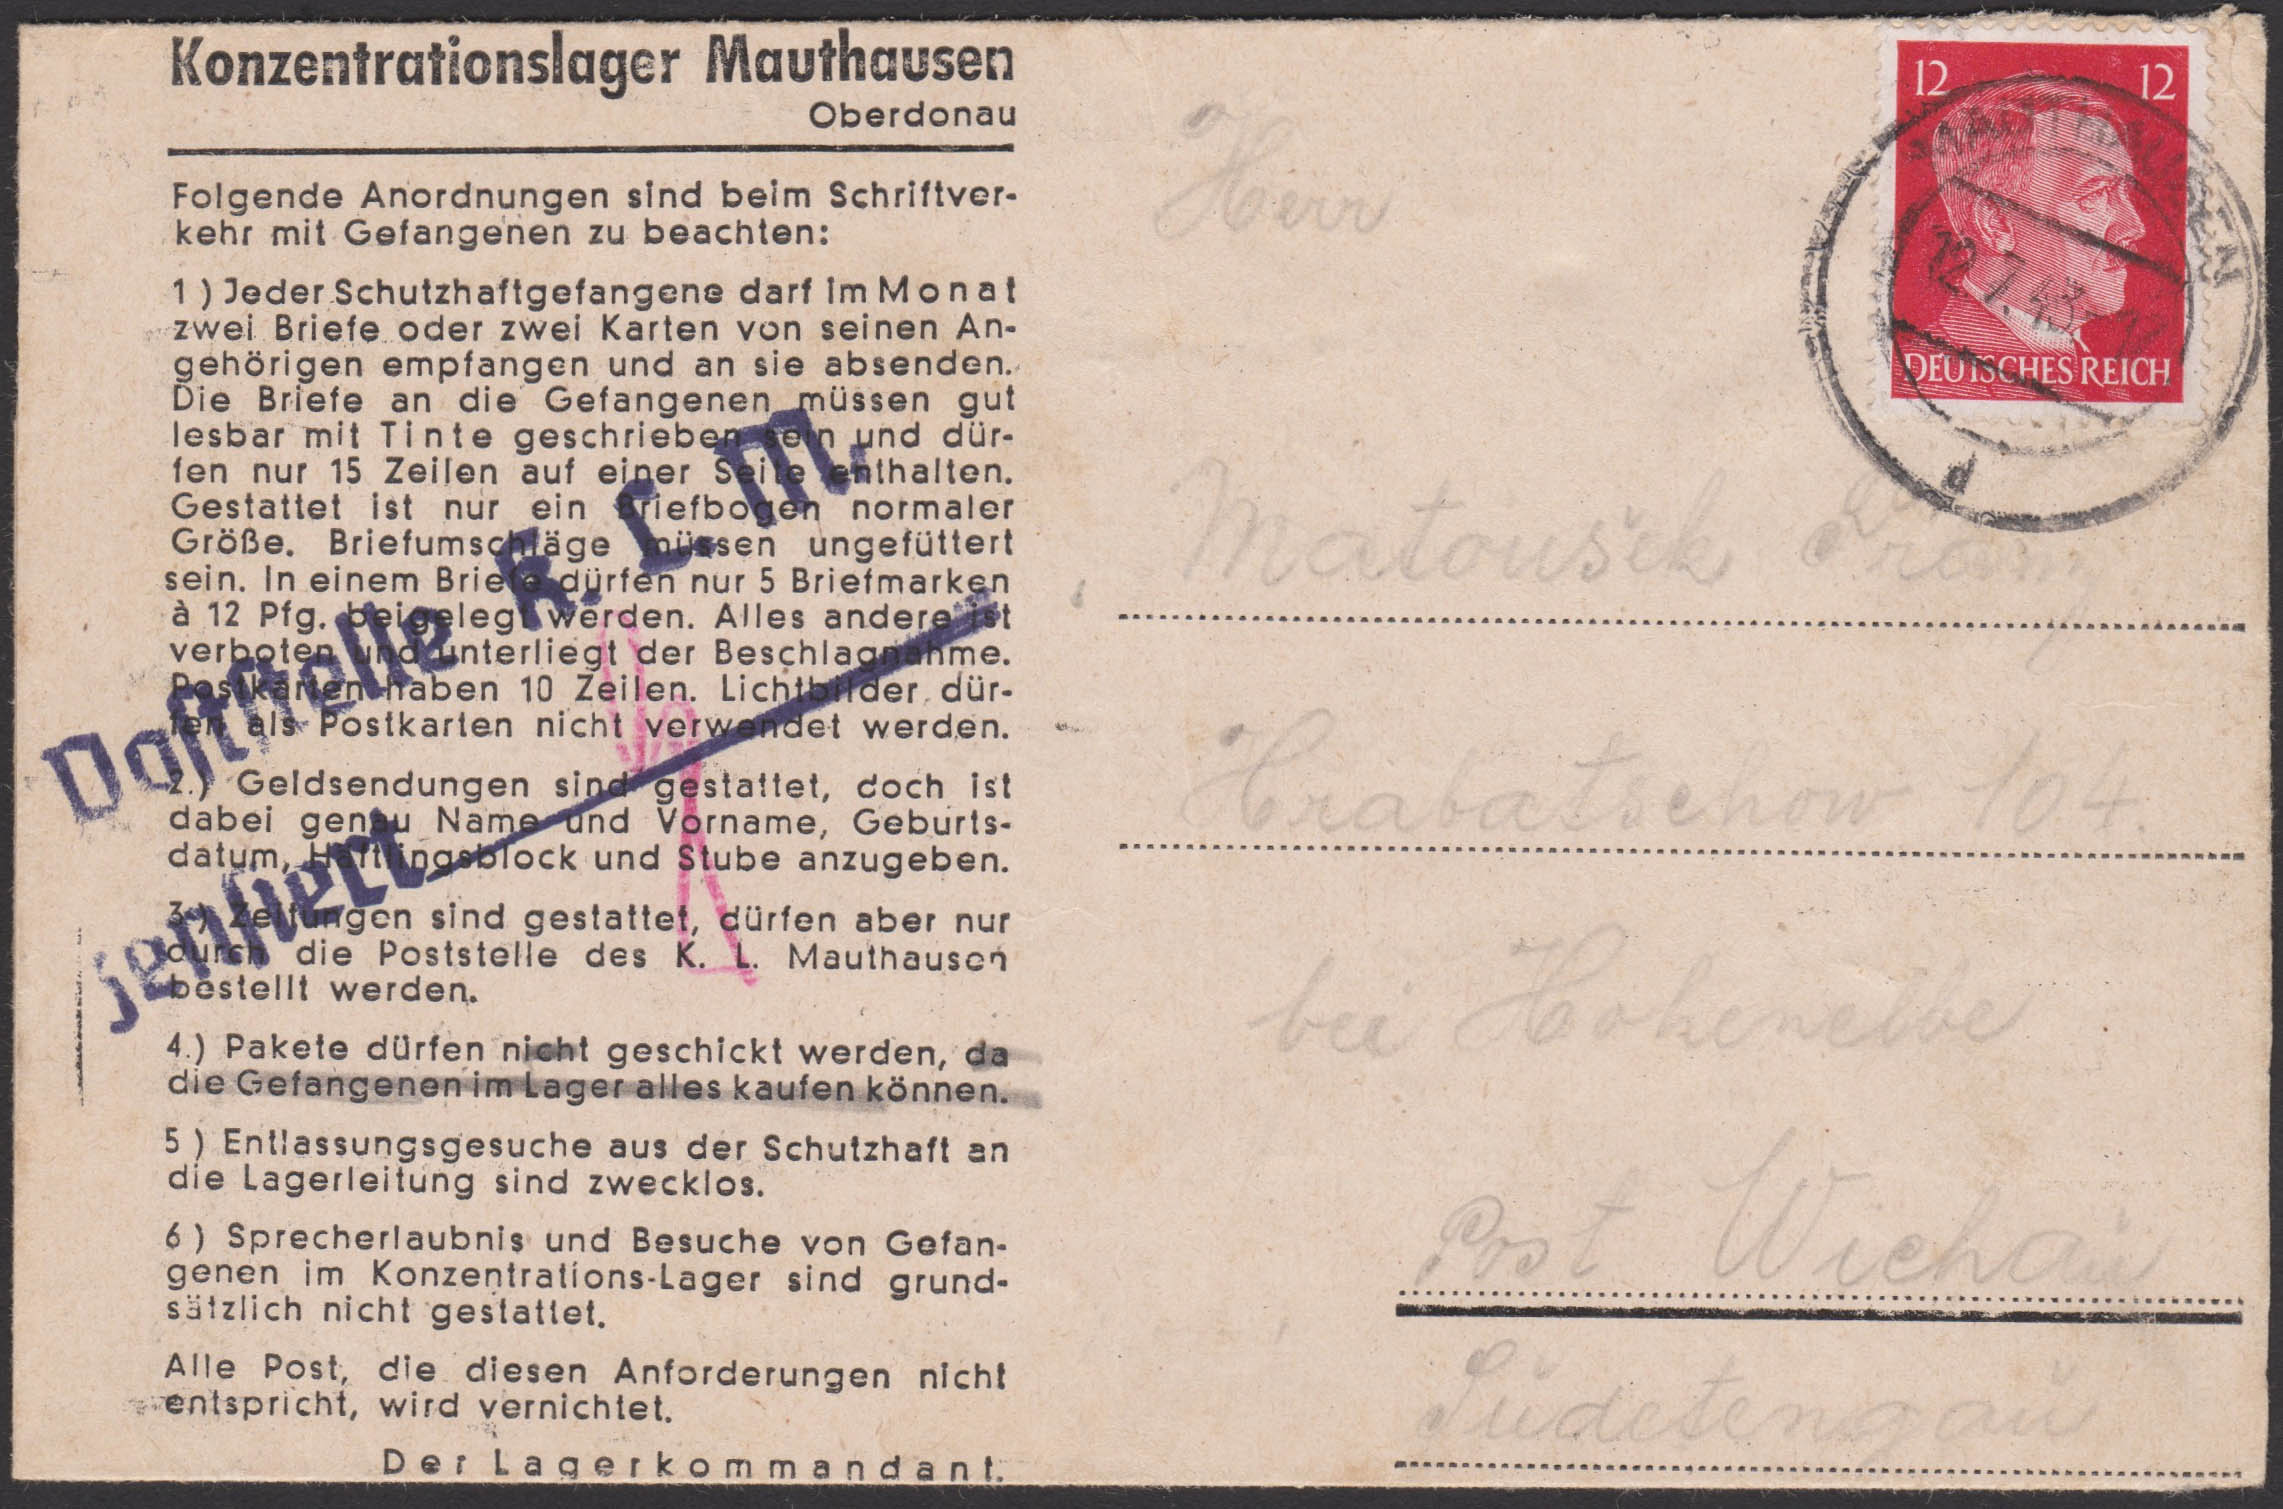 Konzentrationslager Mauthausen
Oberdonau
Folgende Anordnungen sind beim Schriftver-
kehr mit Gefangenen zu beachten:
1 ) Jeder Schutzhaftgefangene darf im Monat
zwei Briefe oder zwei Karten von seinen An-
gehörigen empfangen und an sie absenden.
Die Briefe an die Gefangenen müssen gut
lesbar mit Tinte geschrieben sein und dür-
fen nur 15 Zeilen auf einer Seite enthalten.
Gestattet ist nur ein Briefbogen normaler
Größe. Briefumschläge müssen ungefüttert
sein. In einem Briefe dürfen nur 5 Briefmarken
à 12 Pfg. beigelegt werden. Alles andere ist
verboten und unterliegt der Beschlagnahme.
Postkarten haben 10 Zeilen. Lichtbilder dür-
fen als Postkarten nicht verwendet werden.
2.) Geldsendungen sind gestattet, doch ist
dabei genau Name und Vorname, Geburts-
datum, Häftlingsblock und Stube anzugeben.
3.) Zeitungen sind gestattet, dürfen aber nur
durch die Poststelle des K. L. Mauthausen
bestellt werden.
4.) Pakete dürfen nicht geschickt werden, da
die Gefangenen im Lager alles kaufen können.
5 ) Entlassungsgesuche aus der Schutzhaft an
die Lagerleitung sind zwecklos.
6 ) Sprecherlaubnis und Besuche von Gefan-
genen im Konzentrations-Lager sind grund-
sätzlich nicht gestattet.
Alle Post, die diesen Anforderungen nicht
entspricht, wird vernichtet.
Der Lagerkommandant.
Poststelle K. L. M.
zensiert
12 12
DEUTSCHES REICH
MAUTHAUSEN
12.7.43
d
Herr
Matoušek Franz
Hrabatschow 104.
bei Hohenelbe
Post Wichau
Sudetengau